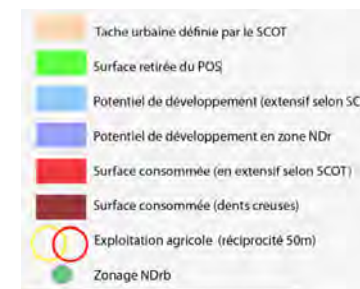 Tache urbaine définie par le SCOT
Surface retirée du POS
Potentiel de développement (extensif selon SC
Potentiel de développement en zone NDr
Surface consommée (en extensif selon SCOT)
Surface consommée (dents creuses)
Exploitation agricole (réciprocité 50m)
Zonage NDrb